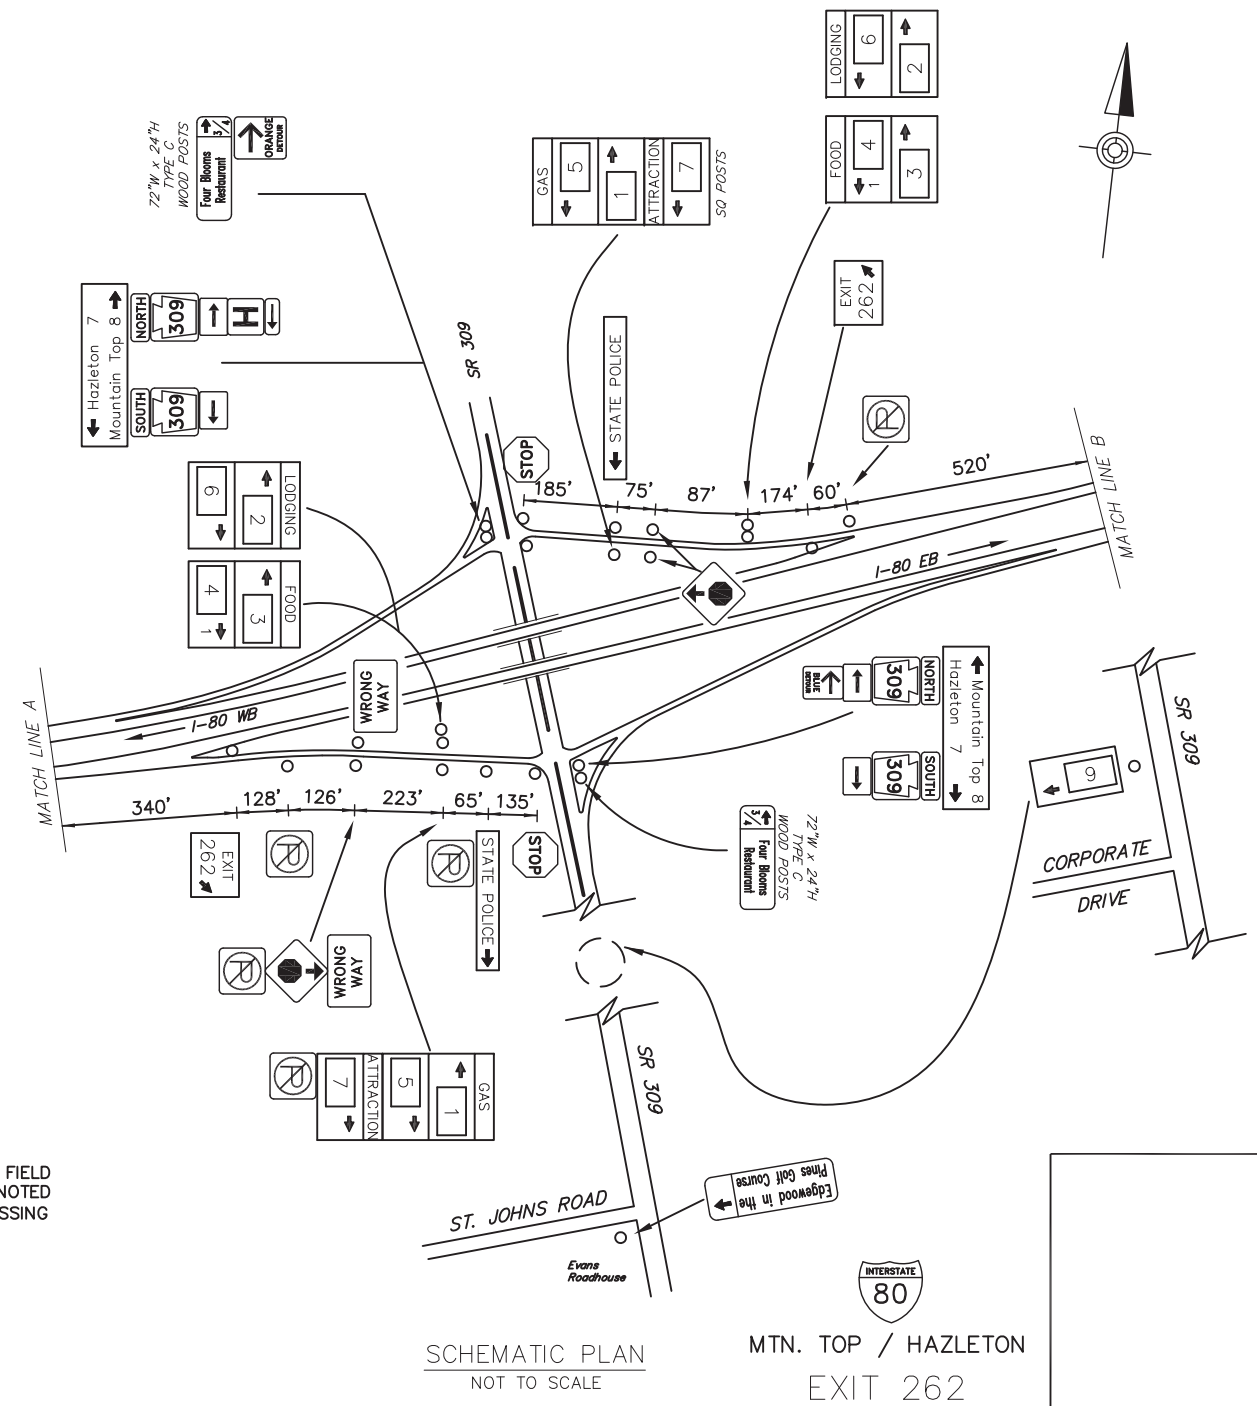 LODGING
6
2
FOOD
4
1
3
72"W x 24"H
TYPE C
WOOD POSTS
3/4
Four Blooms
Restaurant
ORANGE
DETOUR
GAS
5
1
ATTRACTION
7
SQ POSTS
EXIT
262
Hazleton 7
Mountain Top 8
NORTH
309
H
SOUTH
309
SR 309
STATE POLICE
STOP
P
185'
75'
87'
174'
60'
520'
MATCH LINE B
LODGING
2
6
FOOD
3
4
1
I-80 EB
WRONG
WAY
I-80 WB
MATCH LINE A
340'
128'
126'
223'
65'
135'
NORTH
309
BLUE
DETOUR
Mountain Top 8
Hazleton 7
SOUTH
309
SR 309
9
CORPORATE
DRIVE
EXIT
262
P
P
STATE POLICE
STOP
3/4
Four Blooms
Restaurant
72"W x 24"H
TYPE C
WOOD POSTS
P
WRONG
WAY
P
GAS
1
5
ATTRACTION
7
SR 309
FIELD
NOTED
SSING
ST. JOHNS ROAD
Edgewood in the
Pines Golf Course
Evans
Roadhouse
INTERSTATE
80
MTN. TOP / HAZLETON
EXIT 262
SCHEMATIC PLAN
NOT TO SCALE